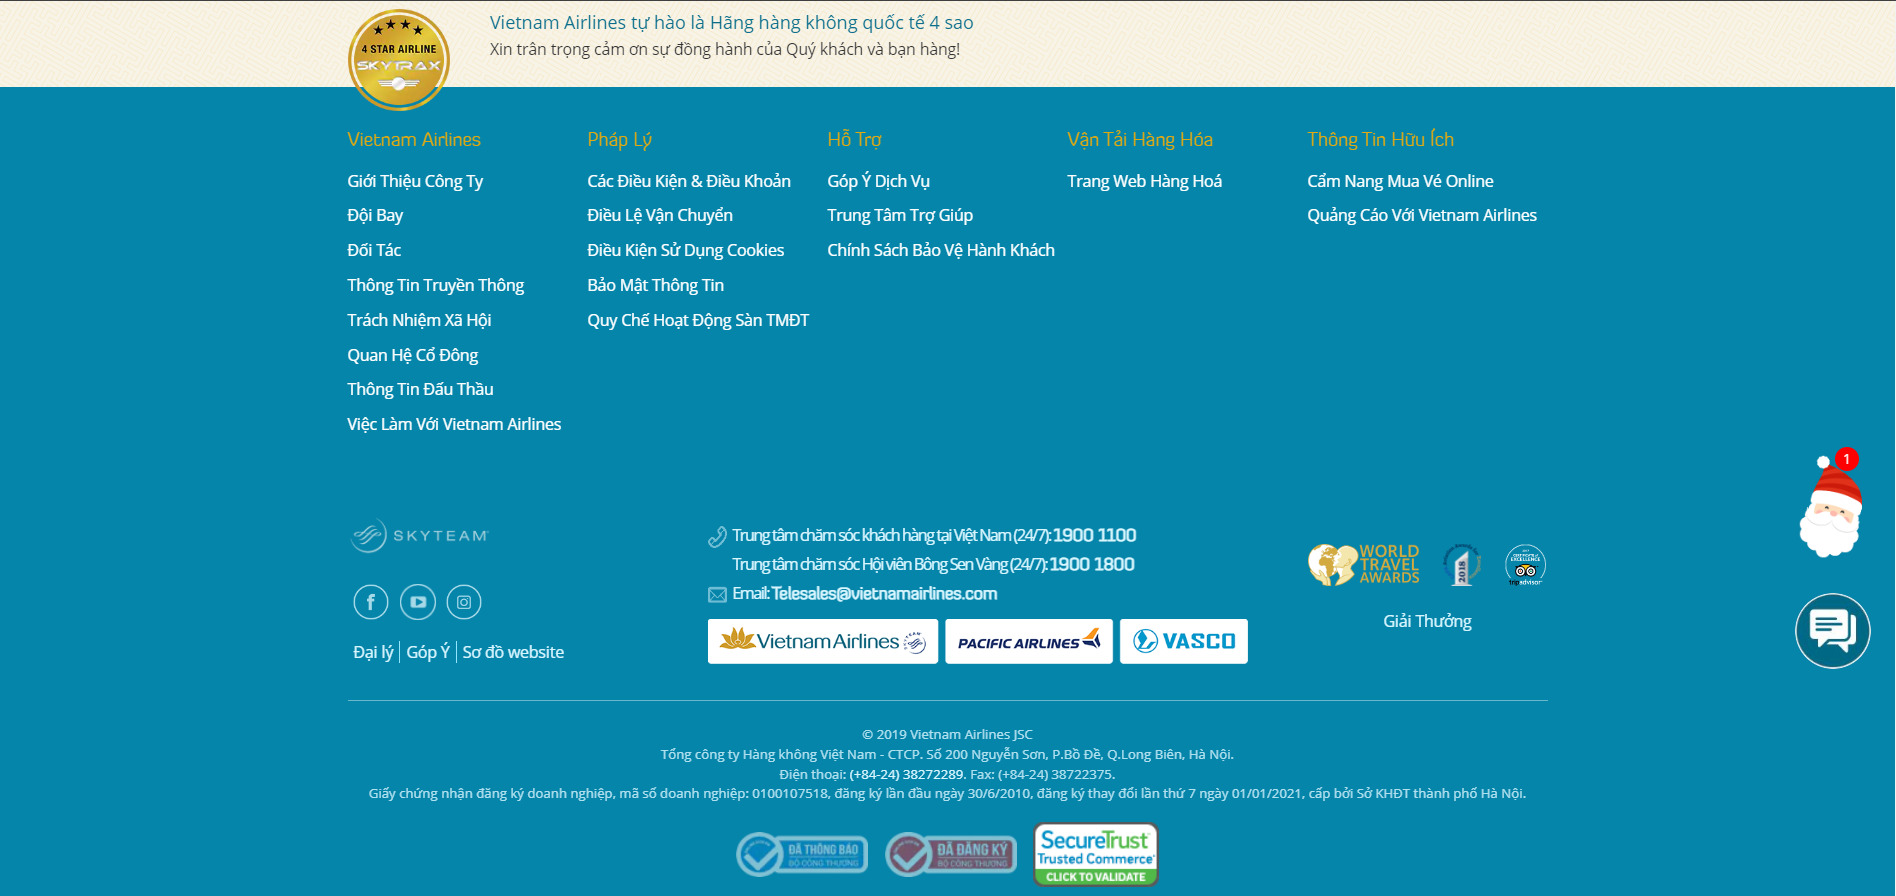 Vietnam Airlines tự hào là Hãng hàng không quốc tế 4 sao
Xin trân trọng cảm ơn sự đồng hành của Quý khách và bạn hàng!
4 STAR AIRLINE
SKYTRAX
Vietnam Airlines
Giới Thiệu Công Ty
Đội Bay
Đối Tác
Thông Tin Truyền Thông
Trách Nhiệm Xã Hội
Quan Hệ Cổ Đông
Thông Tin Đấu Thầu
Việc Làm Với Vietnam Airlines
Pháp Lý
Các Điều Kiện & Điều Khoản
Điều Lệ Vận Chuyển
Điều Kiện Sử Dụng Cookies
Bảo Mật Thông Tin
Quy Chế Hoạt Động Sàn TMĐT
Hỗ Trợ
Góp Ý Dịch Vụ
Trung Tâm Trợ Giúp
Chính Sách Bảo Vệ Hành Khách
Vận Tải Hàng Hóa
Trang Web Hàng Hoá
Thông Tin Hữu Ích
Cẩm Nang Mua Vé Online
Quảng Cáo Với Vietnam Airlines
1
SKYTEAM
Đại lý
Góp Ý
Sơ đồ website
Trung tâm chăm sóc khách hàng tại Việt Nam (24/7): 1900 1100
Trung tâm chăm sóc Hội viên Bông Sen Vàng (24/7): 1900 1800
Email: Telesales@vietnamairlines.com
Vietnam Airlines
PACIFIC AIRLINES
VASCO
WORLD
TRAVEL
AWARDS
2018
CERTIFICATE of
EXCELLENCE
tripadvisor
Giải Thưởng
© 2019 Vietnam Airlines JSC
Tổng công ty Hàng không Việt Nam - CTCP. Số 200 Nguyễn Sơn, P.Bồ Đề, Q.Long Biên, Hà Nội.
Điện thoại: (+84-24) 38272289. Fax: (+84-24) 38722375.
Giấy chứng nhận đăng ký doanh nghiệp, mã số doanh nghiệp: 0100107518, đăng ký lần đầu ngày 30/6/2010, đăng ký thay đổi lần thứ 7 ngày 01/01/2021, cấp bởi Sở KHĐT thành phố Hà Nội.
ĐÃ THÔNG BÁO
BỘ CÔNG THƯƠNG
ĐÃ ĐĂNG KÝ
BỘ CÔNG THƯƠNG
SecureTrust
Trusted Commerce
CLICK TO VALIDATE